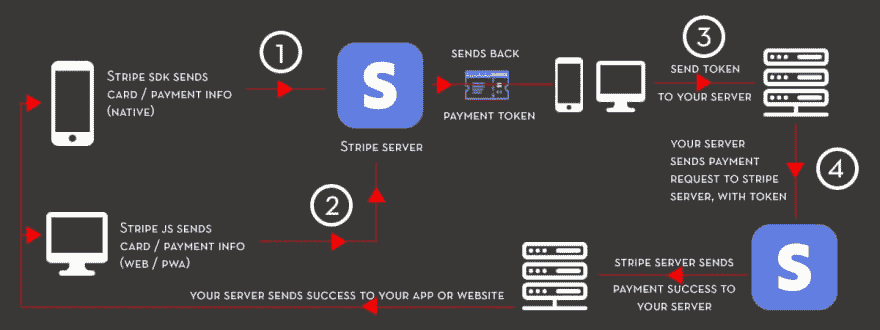 1
STRIPE SDK SENDS
CARD / PAYMENT INFO
(NATIVE)
S
STRIPE SERVER
SENDS BACK
PAYMENT TOKEN
3
SEND TOKEN
TO YOUR SERVER
2
STRIPE JS SENDS
CARD / PAYMENT INFO
(WEB / PWA)
YOUR SERVER
SENDS PAYMENT
REQUEST TO STRIPE
SERVER, WITH TOKEN
4
S
STRIPE SERVER SENDS
PAYMENT SUCCESS TO
YOUR SERVER
YOUR SERVER SENDS SUCCESS TO YOUR APP OR WEBSITE